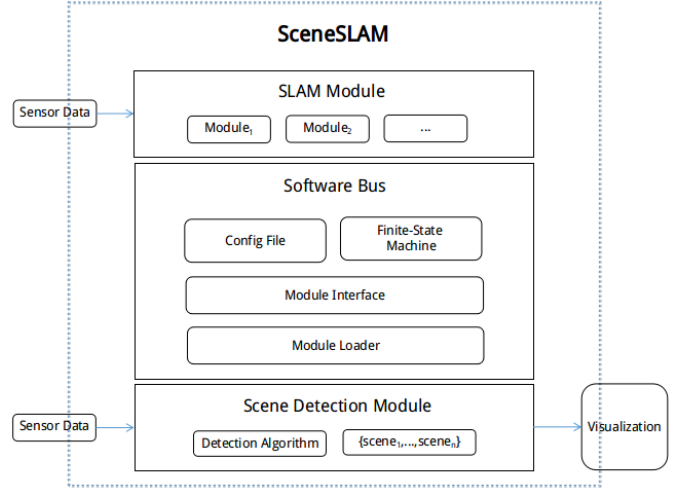 SceneSLAM
SLAM Module
Sensor Data
Module₁
Module₂
...
Software Bus
Config File
Finite-State
Machine
Module Interface
Module Loader
Scene Detection Module
Sensor Data
Detection Algorithm
{scene₁,...,sceneₙ}
Visualization